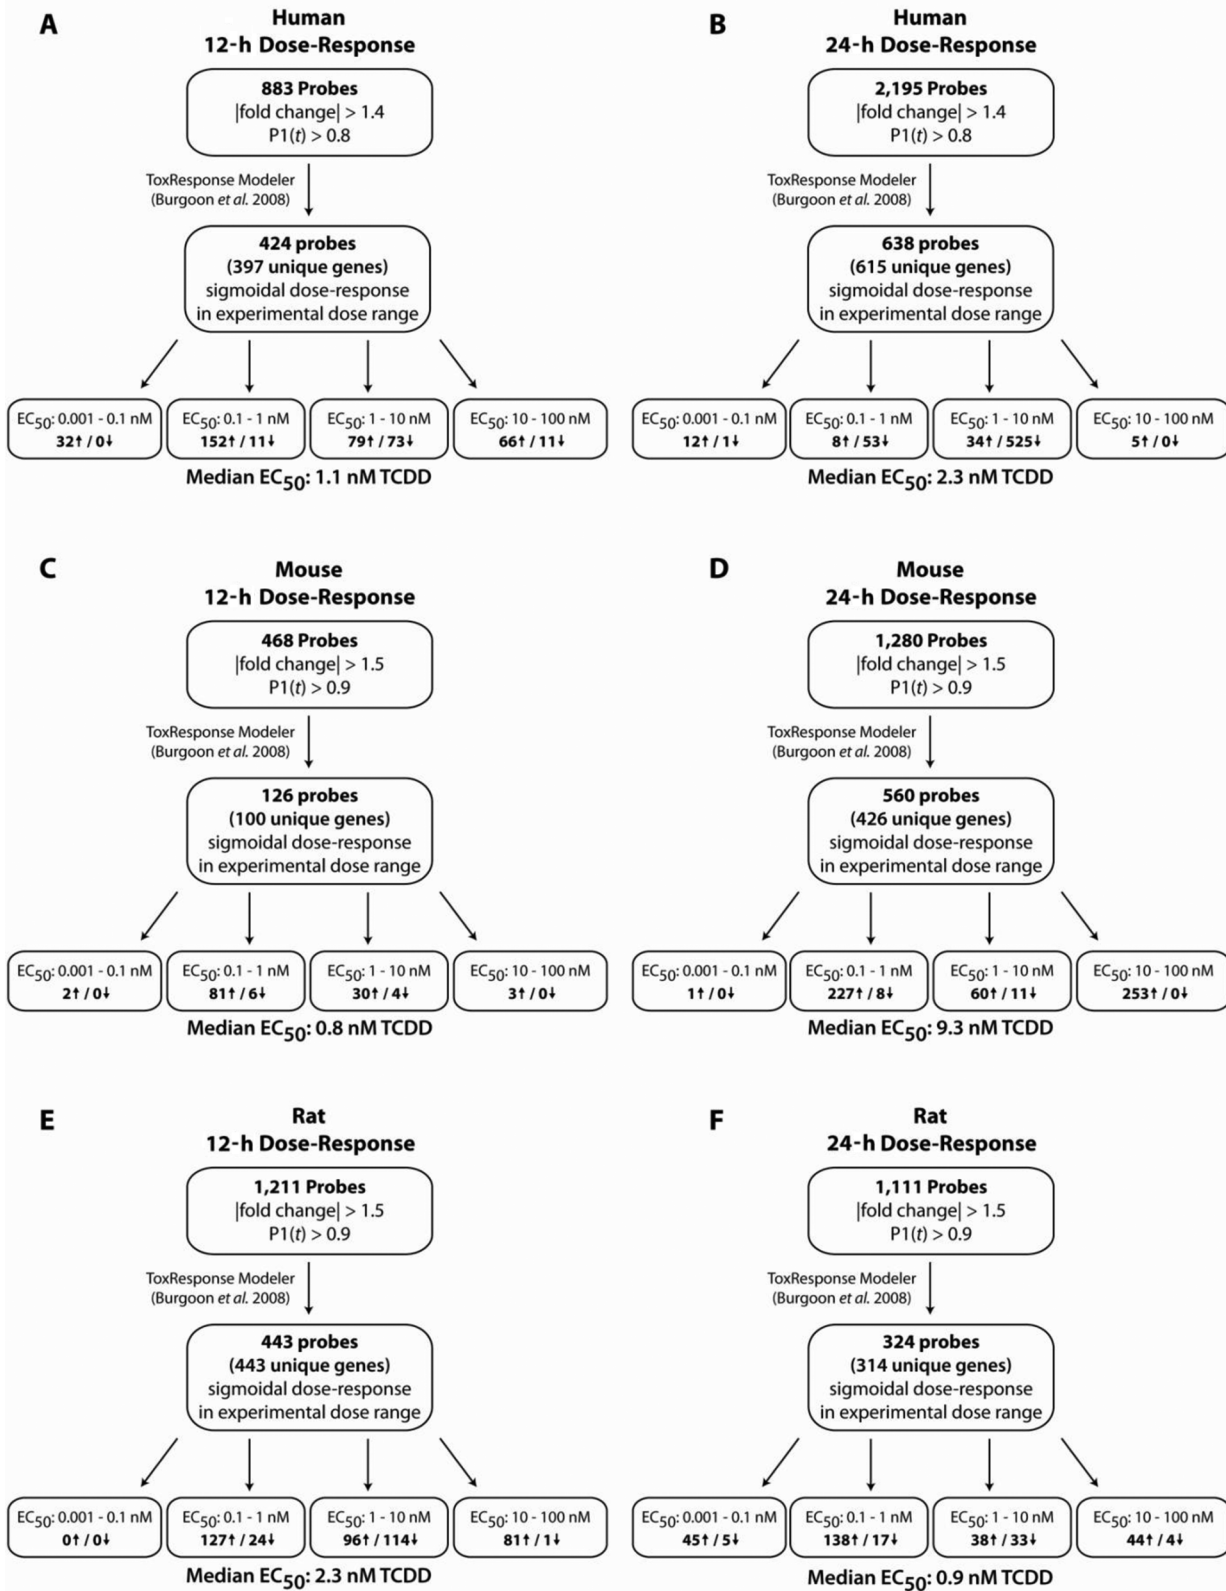 A
Human
12-h Dose-Response
883 Probes
|fold change| > 1.4
P1(t) > 0.8
ToxResponse Modeler
(Burgoon et al. 2008)
424 probes
(397 unique genes)
sigmoidal dose-response
in experimental dose range
EC50: 0.001 - 0.1 nM
32↑ / 0↓
EC50: 0.1 - 1 nM
152↑ / 11↓
EC50: 1 - 10 nM
79↑ / 73↓
EC50: 10 - 100 nM
66↑ / 11↓
Median EC50: 1.1 nM TCDD
B
Human
24-h Dose-Response
2,195 Probes
|fold change| > 1.4
P1(t) > 0.8
ToxResponse Modeler
(Burgoon et al. 2008)
638 probes
(615 unique genes)
sigmoidal dose-response
in experimental dose range
EC50: 0.001 - 0.1 nM
12↑ / 1↓
EC50: 0.1 - 1 nM
8↑ / 53↓
EC50: 1 - 10 nM
34↑ / 525↓
EC50: 10 - 100 nM
5↑ / 0↓
Median EC50: 2.3 nM TCDD
C
Mouse
12-h Dose-Response
468 Probes
|fold change| > 1.5
P1(t) > 0.9
ToxResponse Modeler
(Burgoon et al. 2008)
126 probes
(100 unique genes)
sigmoidal dose-response
in experimental dose range
EC50: 0.001 - 0.1 nM
2↑ / 0↓
EC50: 0.1 - 1 nM
81↑ / 6↓
EC50: 1 - 10 nM
30↑ / 4↓
EC50: 10 - 100 nM
3↑ / 0↓
Median EC50: 0.8 nM TCDD
D
Mouse
24-h Dose-Response
1,280 Probes
|fold change| > 1.5
P1(t) > 0.9
ToxResponse Modeler
(Burgoon et al. 2008)
560 probes
(426 unique genes)
sigmoidal dose-response
in experimental dose range
EC50: 0.001 - 0.1 nM
1↑ / 0↓
EC50: 0.1 - 1 nM
227↑ / 8↓
EC50: 1 - 10 nM
60↑ / 11↓
EC50: 10 - 100 nM
253↑ / 0↓
Median EC50: 9.3 nM TCDD
E
Rat
12-h Dose-Response
1,211 Probes
|fold change| > 1.5
P1(t) > 0.9
ToxResponse Modeler
(Burgoon et al. 2008)
443 probes
(443 unique genes)
sigmoidal dose-response
in experimental dose range
EC50: 0.001 - 0.1 nM
0↑ / 0↓
EC50: 0.1 - 1 nM
127↑ / 24↓
EC50: 1 - 10 nM
96↑ / 114↓
EC50: 10 - 100 nM
81↑ / 1↓
Median EC50: 2.3 nM TCDD
F
Rat
24-h Dose-Response
1,111 Probes
|fold change| > 1.5
P1(t) > 0.9
ToxResponse Modeler
(Burgoon et al. 2008)
324 probes
(314 unique genes)
sigmoidal dose-response
in experimental dose range
EC50: 0.001 - 0.1 nM
45↑ / 5↓
EC50: 0.1 - 1 nM
138↑ / 17↓
EC50: 1 - 10 nM
38↑ / 33↓
EC50: 10 - 100 nM
44↑ / 4↓
Median EC50: 0.9 nM TCDD